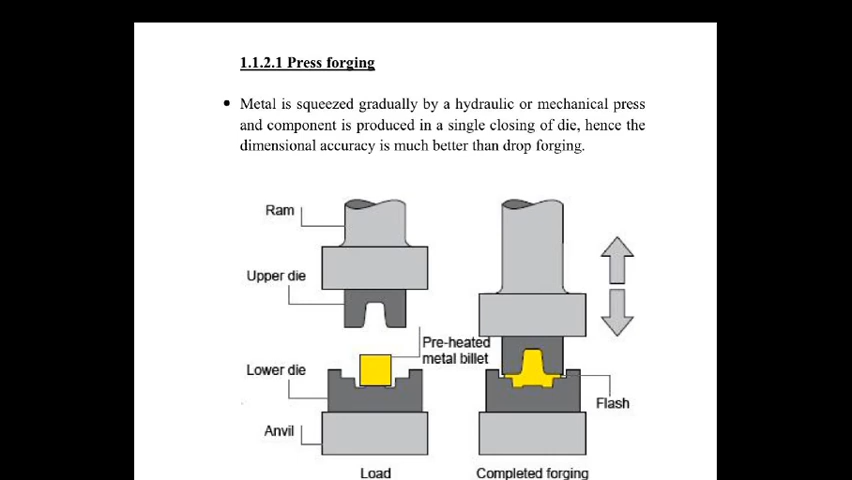 1.1.2.1 Press forging
• Metal is squeezed gradually by a hydraulic or mechanical press
and component is produced in a single closing of die, hence the
dimensional accuracy is much better than drop forging.
Ram
Upper die
Pre-heated
metal billet
Lower die
Flash
Anvil
Load
Completed forging